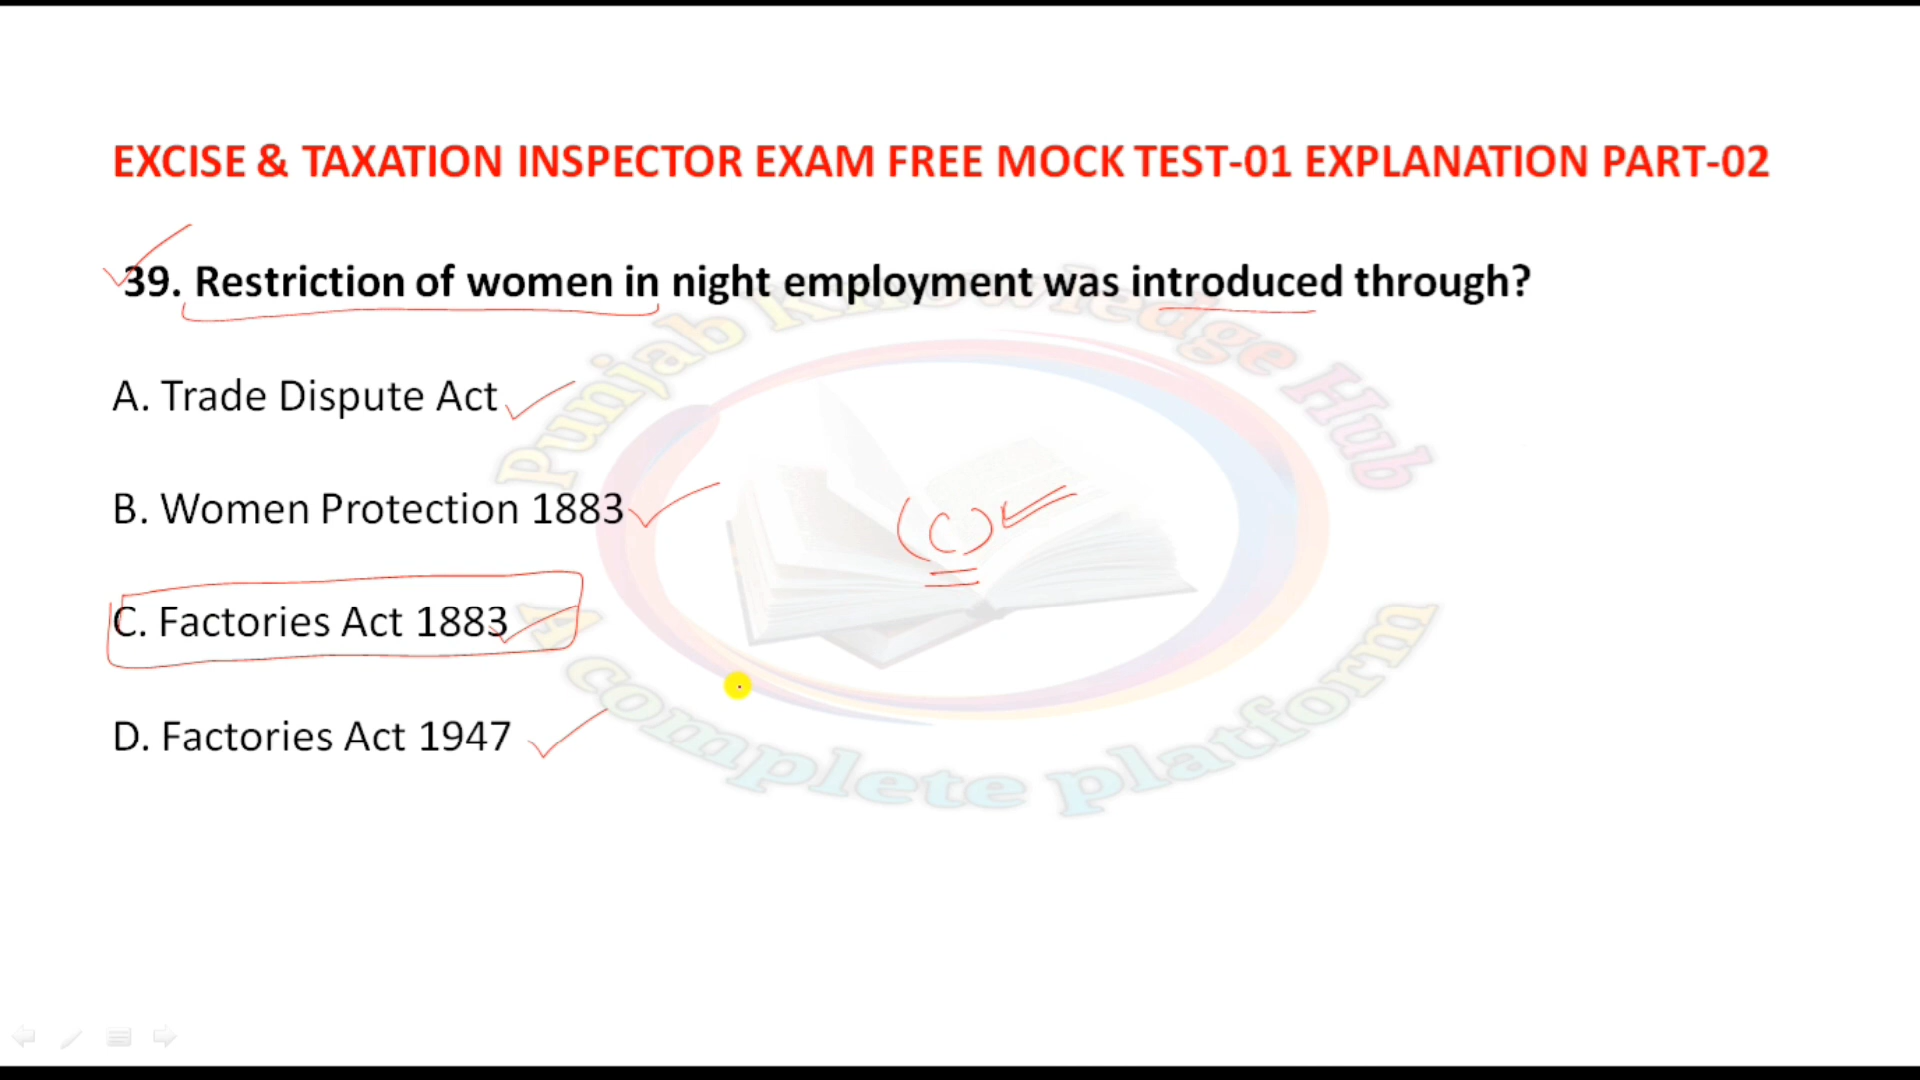 EXCISE & TAXATION INSPECTOR EXAM FREE MOCK TEST-01 EXPLANATION PART-02
39. Restriction of women in night employment was introduced through?
A. Trade Dispute Act
B. Women Protection 1883
(C)
C. Factories Act 1883
D. Factories Act 1947
Punjab Knowledge Hub
A complete platform